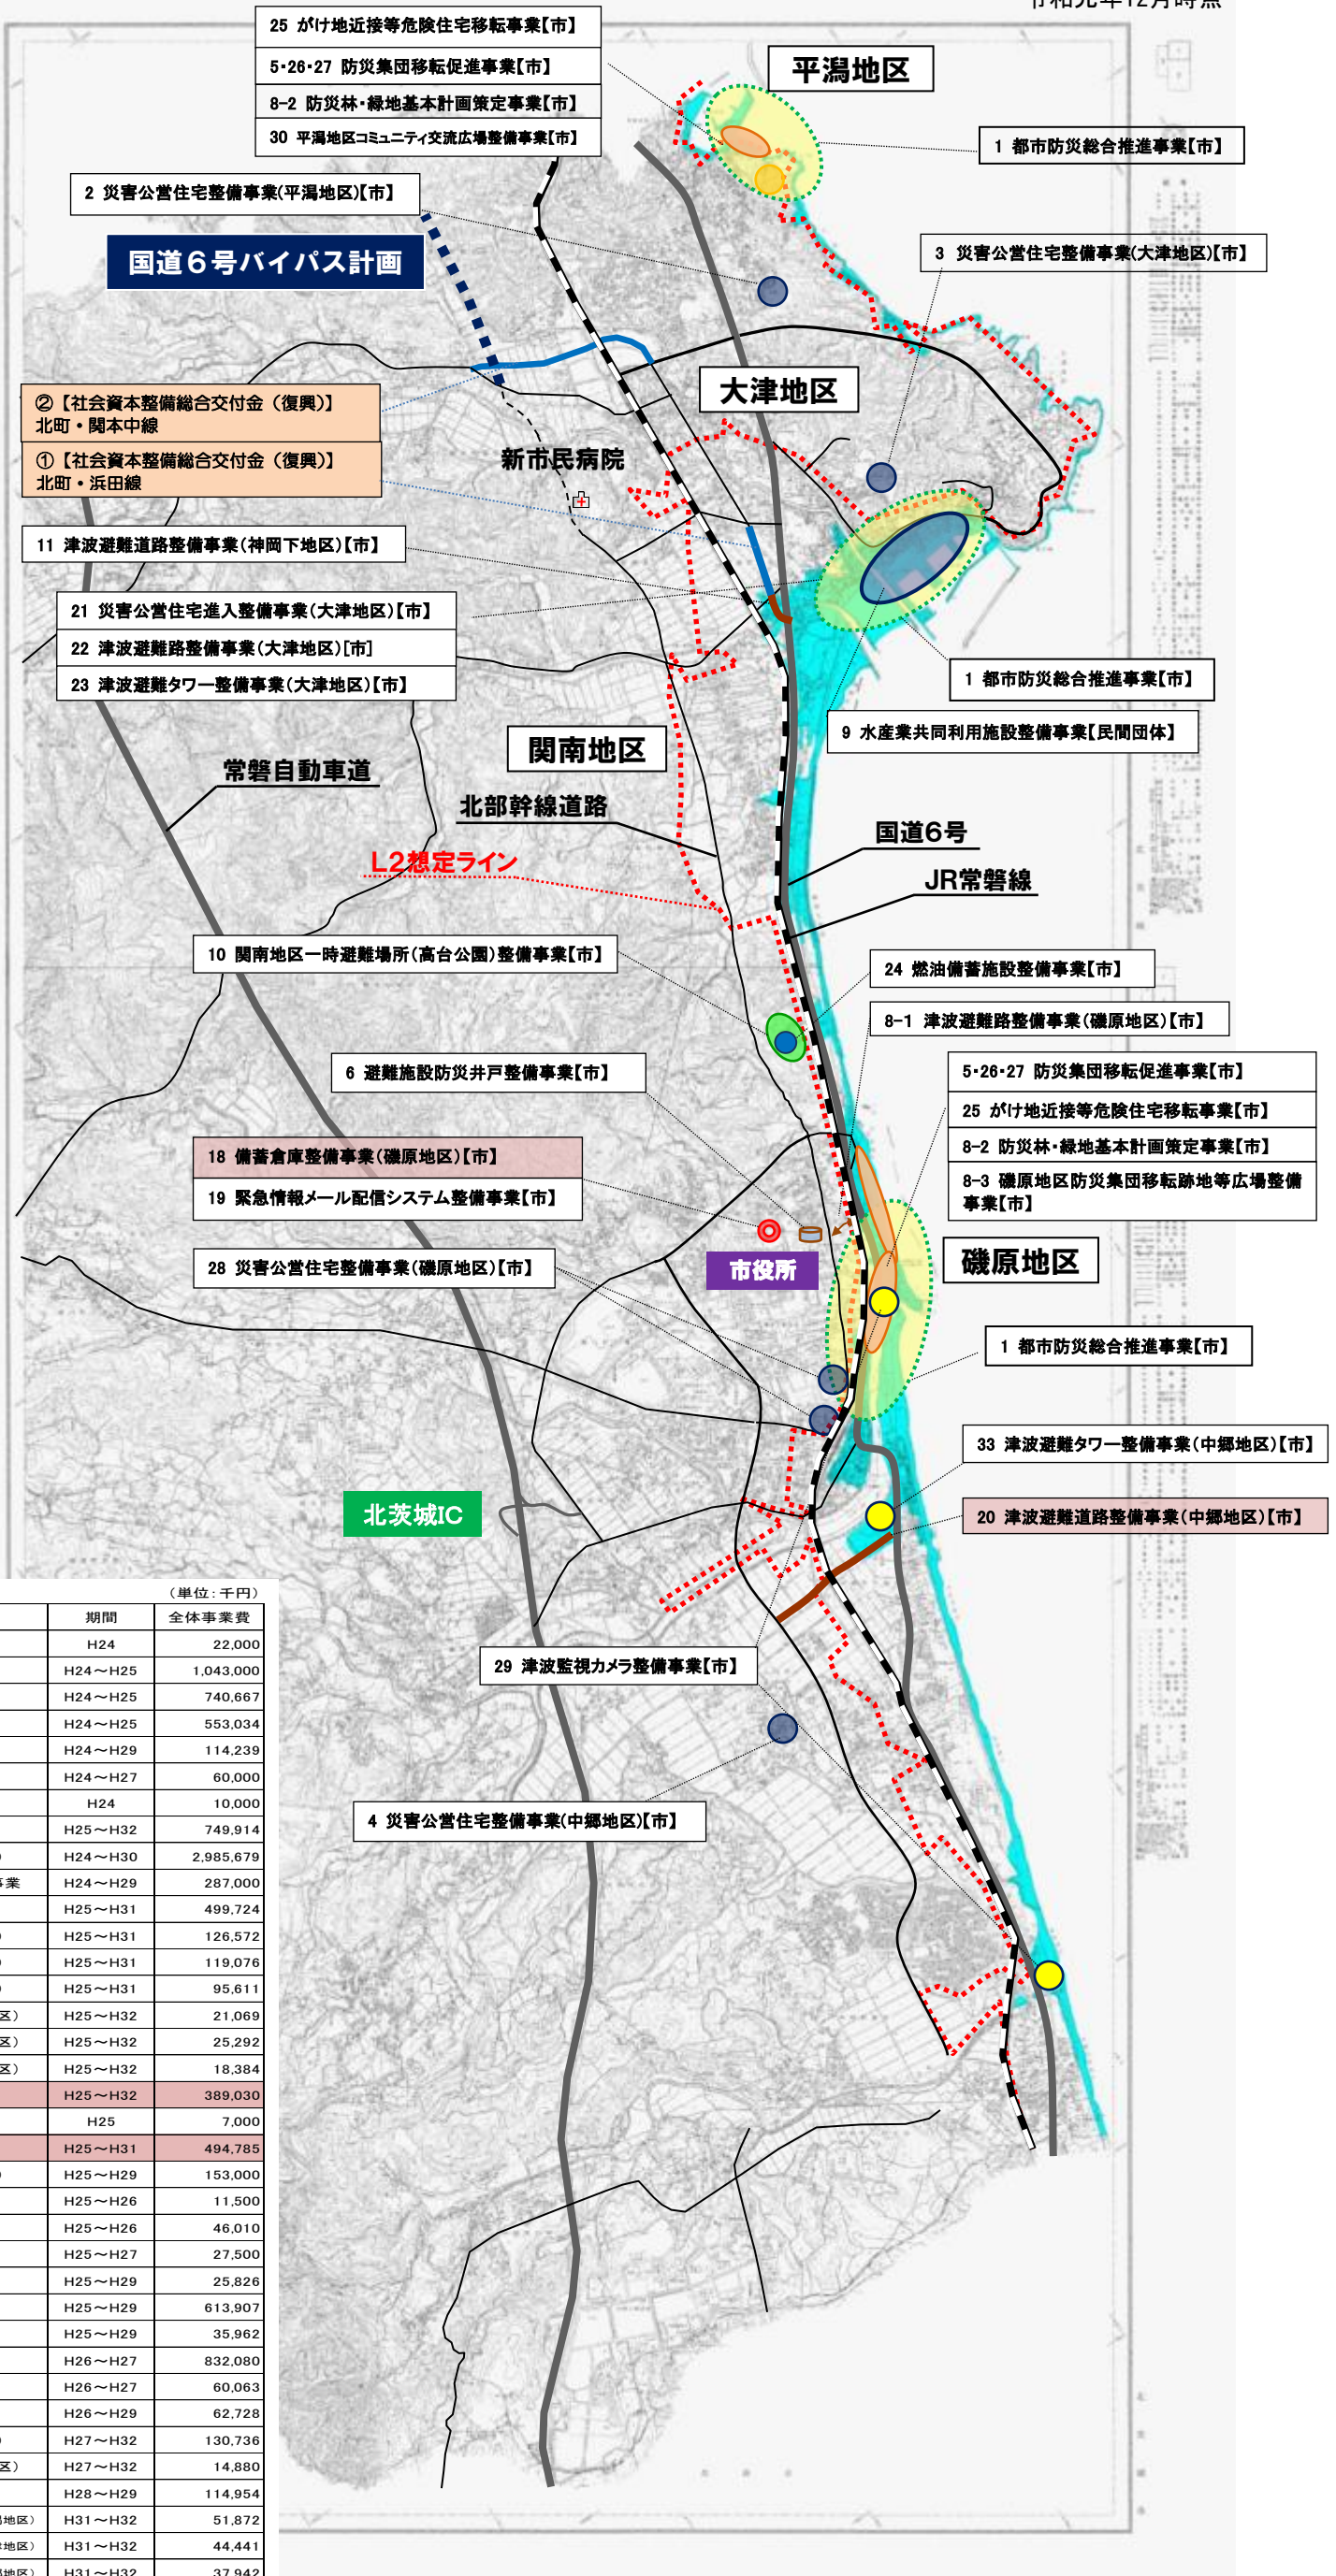 25 がけ地近接等危険住宅移転事業【市】
5・26・27 防災集団移転促進事業【市】
8-2 防災林・緑地基本計画策定事業【市】
30 平潟地区コミュニティ交流広場整備事業【市】
平潟地区
1 都市防災総合推進事業【市】
2 災害公営住宅整備事業(平潟地区)【市】
国道6号バイパス計画
3 災害公営住宅整備事業(大津地区)【市】
大津地区
②【社会資本整備総合交付金（復興）】
北町・関本中線
①【社会資本整備総合交付金（復興）】
北町・浜田線
新市民病院
11 津波避難道路整備事業(神岡下地区)【市】
21 災害公営住宅進入整備事業(大津地区)【市】
22 津波避難路整備事業(大津地区)[市]
23 津波避難タワー整備事業(大津地区)【市】
1 都市防災総合推進事業【市】
9 水産業共同利用施設整備事業【民間団体】
関南地区
常磐自動車道
北部幹線道路
国道6号
L2想定ライン
JR常磐線
10 関南地区一時避難場所(高台公園)整備事業【市】
24 燃油備蓄施設整備事業【市】
8-1 津波避難路整備事業(磯原地区)【市】
6 避難施設防災井戸整備事業【市】
5・26・27 防災集団移転促進事業【市】
25 がけ地近接等危険住宅移転事業【市】
8-2 防災林・緑地基本計画策定事業【市】
8-3 磯原地区防災集団移転跡地等広場整備
事業【市】
18 備蓄倉庫整備事業(磯原地区)【市】
19 緊急情報メール配信システム整備事業【市】
28 災害公営住宅整備事業(磯原地区)【市】
市役所
磯原地区
1 都市防災総合推進事業【市】
33 津波避難タワー整備事業(中郷地区)【市】
北茨城IC
20 津波避難道路整備事業(中郷地区)【市】
29 津波監視カメラ整備事業【市】
4 災害公営住宅整備事業(中郷地区)【市】
（単位：千円）
期間 全体事業費
H24 22,000
H24～H25 1,043,000
H24～H25 740,667
H24～H25 553,034
H24～H29 114,239
H24～H27 60,000
H24 10,000
H25～H32 749,914
H24～H30 2,985,679
事業 H24～H29 287,000
H25～H31 499,724
H25～H31 126,572
H25～H31 119,076
H25～H31 95,611
区） H25～H32 21,069
区） H25～H32 25,292
区） H25～H32 18,384
H25～H32 389,030
H25 7,000
H25～H31 494,785
H25～H29 153,000
H25～H26 11,500
H25～H26 46,010
H25～H27 27,500
H25～H29 25,826
H25～H29 613,907
H25～H29 35,962
H26～H27 832,080
H26～H27 60,063
H26～H29 62,728
H27～H32 130,736
区） H27～H32 14,880
H28～H29 114,954
地区） H31～H32 51,872
地区） H31～H32 44,441
地区） H31～H32 37,942